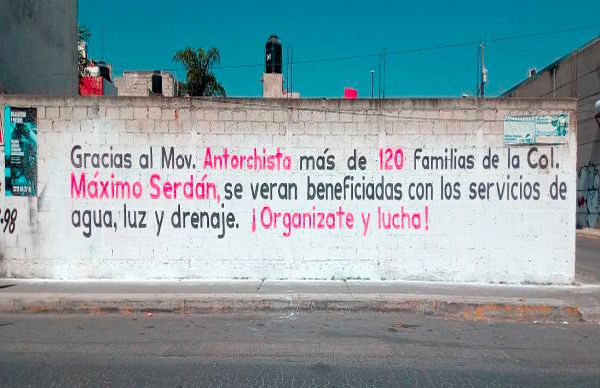 Gracias al Mov. Antorchista más de 120 Familias de la Col.
Máximo Serdán, se veran beneficiadas con los servicios de
agua, luz y drenaje. ¡Organizate y lucha!
-98